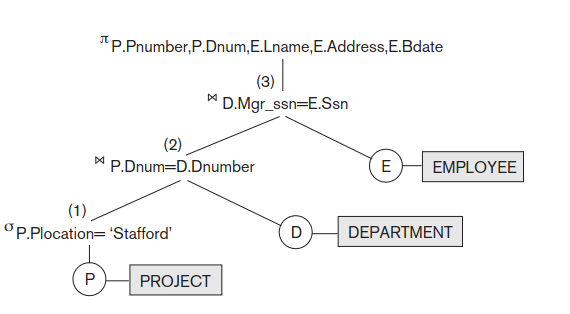 π P.Pnumber,P.Dnum,E.Lname,E.Address,E.Bdate
(3)
⋈ D.Mgr_ssn=E.Ssn
(2)
⋈ P.Dnum=D.Dnumber
E
EMPLOYEE
(1)
σ P.Plocation= ‘Stafford’
D
DEPARTMENT
P
PROJECT